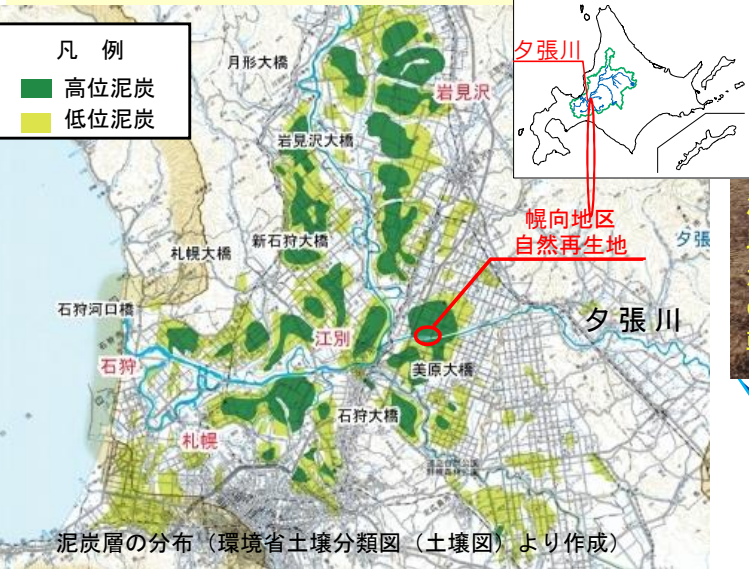 凡 例
高位泥炭
低位泥炭
夕張川
月形大橋
岩見沢
岩見沢大橋
幌向地区
自然再生地
新石狩大橋
札幌大橋
夕張
石狩河口橋
夕張川
江別
石狩
美原大橋
石狩大橋
札幌
泥炭層の分布（環境省土壌分類図（土壌図）より作成）